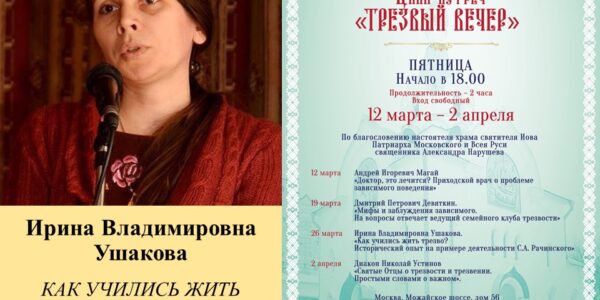 Ирина Владимировна
Ушакова
КАК УЧИЛИСЬ ЖИТЬ
Цикл встреч
«ТРЕЗВЫЙ ВЕЧЕР»
ПЯТНИЦА
Начало в 18.00
Продолжительность – 2 часа
Вход свободный
12 марта – 2 апреля
По благословению настоятеля храма святителя Иова
Патриарха Московского и Всея Руси
священника Александра Нарушева
12 марта
Андрей Игоревич Магай
«Доктор, это лечится? Приходской врач о проблеме
зависимого поведения»
19 марта
Дмитрий Петрович Деваткин.
«Мифы и заблуждения зависимого.
На вопросы отвечает ведущий семейного клуба трезвости»
26 марта
Ирина Владимировна Ушакова.
«Как учились жить трезво?
Исторический опыт на примере деятельности С.А. Рачинского»
2 апреля
Диакон Николай Устинов
«Святые Отцы о трезвости и трезвении.
Простыми словами о важном».
Москва, Можайское шоссе, дом 56